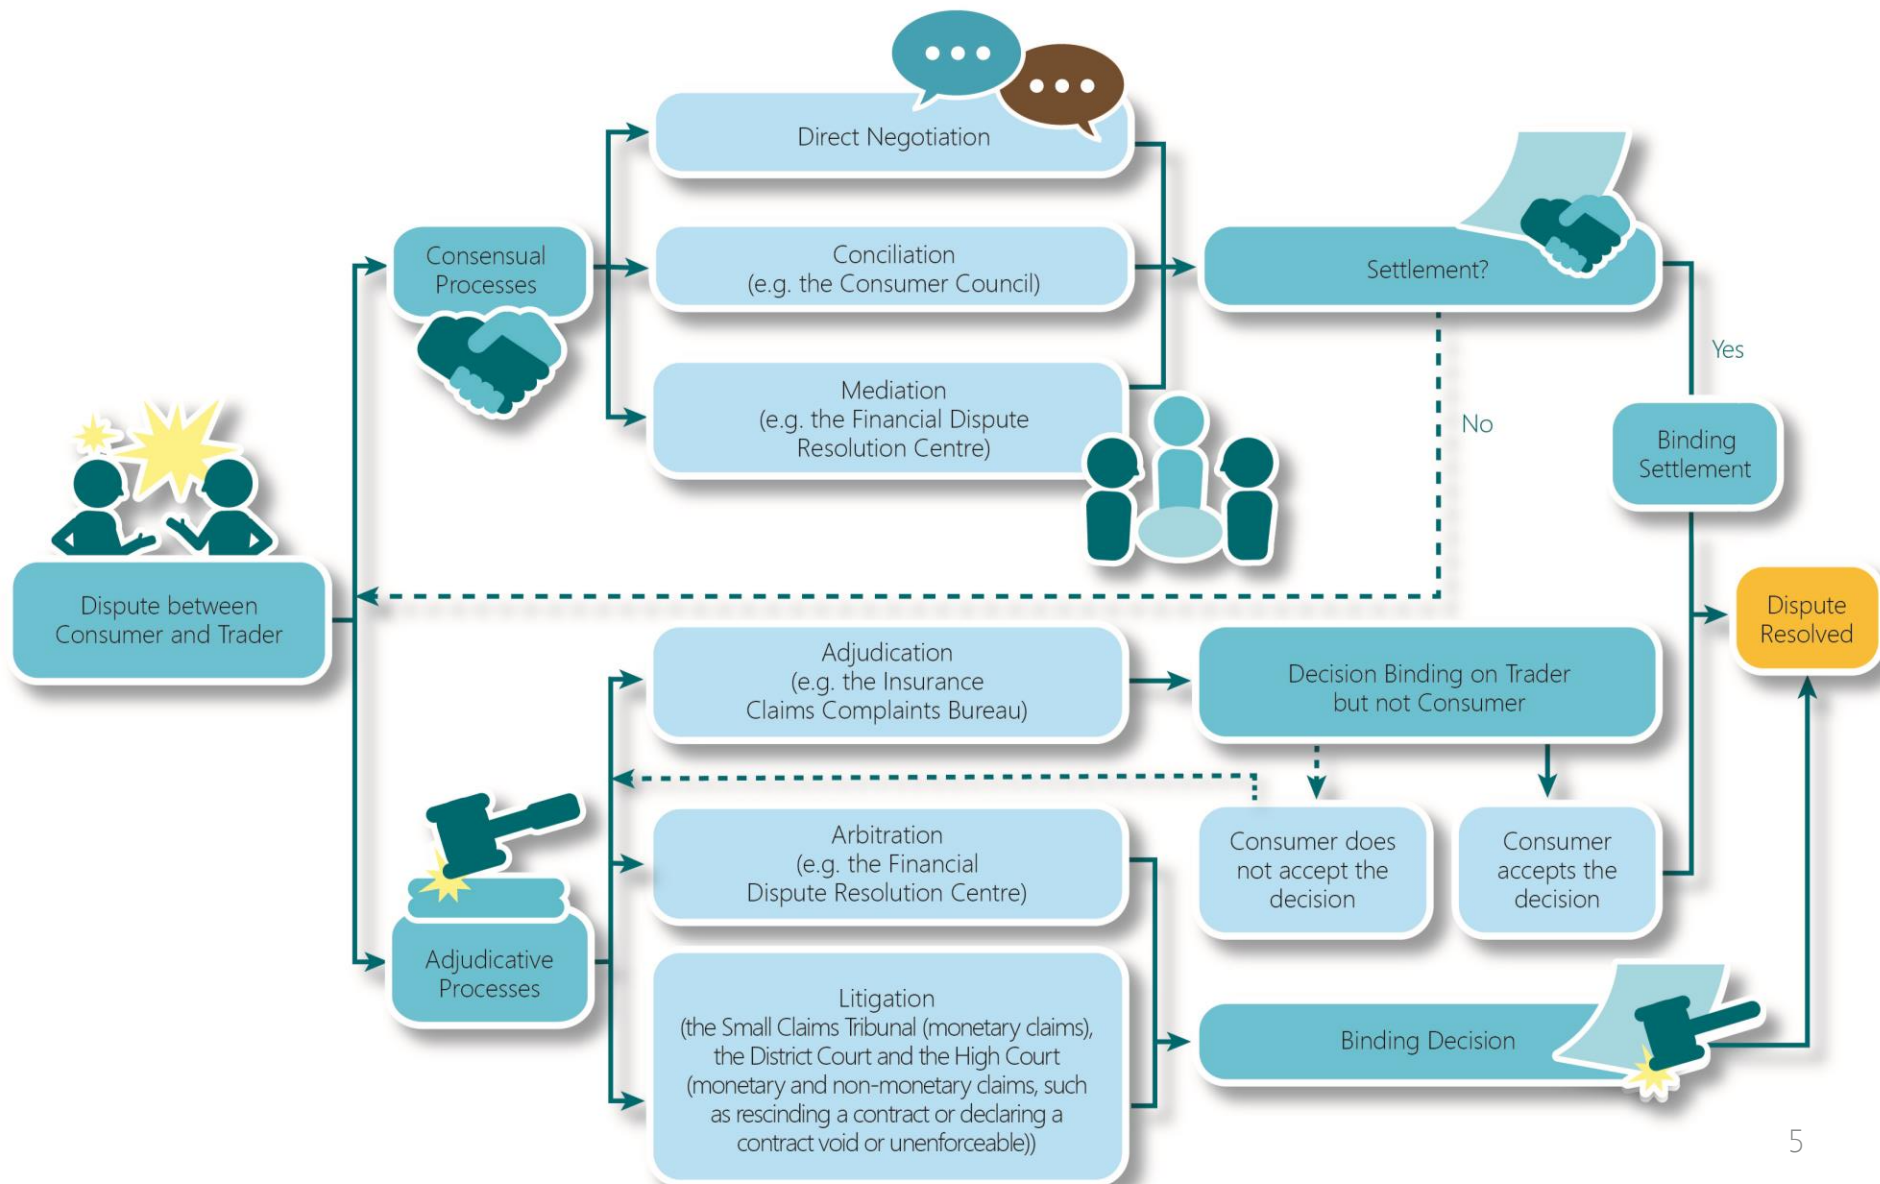 Direct Negotiation
Consensual
Processes
Conciliation
(e.g. the Consumer Council)
Settlement?
Yes
Mediation
(e.g. the Financial Dispute
Resolution Centre)
No
Binding
Settlement
Dispute between
Consumer and Trader
Dispute
Resolved
Adjudication
(e.g. the Insurance
Claims Complaints Bureau)
Decision Binding on Trader
but not Consumer
Arbitration
(e.g. the Financial
Dispute Resolution Centre)
Consumer does
not accept the
decision
Consumer
accepts the
decision
Adjudicative
Processes
Litigation
(the Small Claims Tribunal (monetary claims),
the District Court and the High Court
(monetary and non-monetary claims, such
as rescinding a contract or declaring a
contract void or unenforceable))
Binding Decision
5